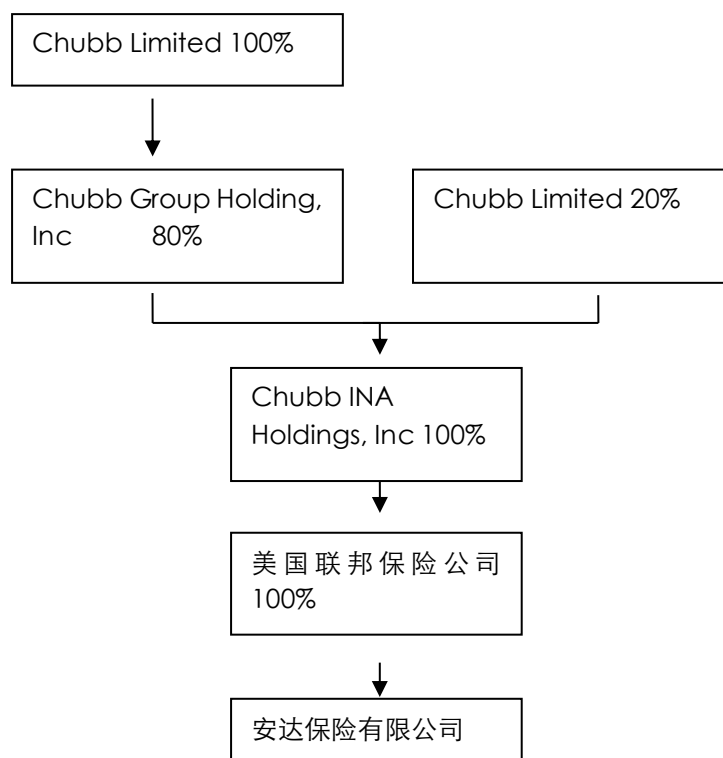 Chubb Limited 100%
Chubb Group Holding,
Inc 80%
Chubb Limited 20%
Chubb INA
Holdings, Inc 100%
美国联邦保险公司
100%
安达保险有限公司